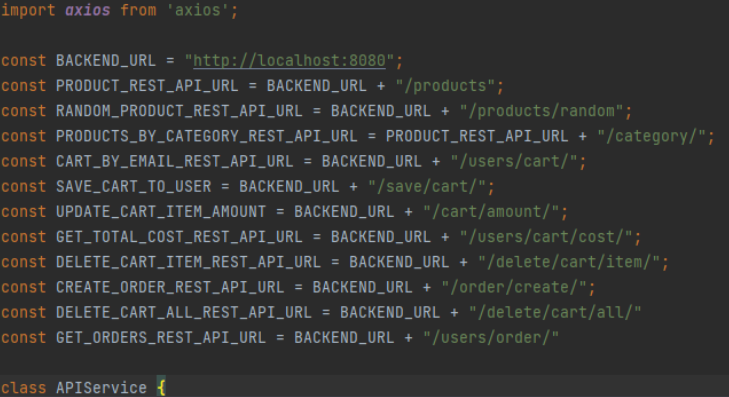 import axios from 'axios';
const BACKEND_URL = "http://localhost:8080";
const PRODUCT_REST_API_URL = BACKEND_URL + "/products";
const RANDOM_PRODUCT_REST_API_URL = BACKEND_URL + "/products/random";
const PRODUCTS_BY_CATEGORY_REST_API_URL = PRODUCT_REST_API_URL + "/category/";
const CART_BY_EMAIL_REST_API_URL = BACKEND_URL + "/users/cart/";
const SAVE_CART_TO_USER = BACKEND_URL + "/save/cart/";
const UPDATE_CART_ITEM_AMOUNT = BACKEND_URL + "/cart/amount/";
const GET_TOTAL_COST_REST_API_URL = BACKEND_URL + "/users/cart/cost/";
const DELETE_CART_ITEM_REST_API_URL = BACKEND_URL + "/delete/cart/item/";
const CREATE_ORDER_REST_API_URL = BACKEND_URL + "/order/create/";
const DELETE_CART_ALL_REST_API_URL = BACKEND_URL + "/delete/cart/all/"
const GET_ORDERS_REST_API_URL = BACKEND_URL + "/users/order/"
class APIService {